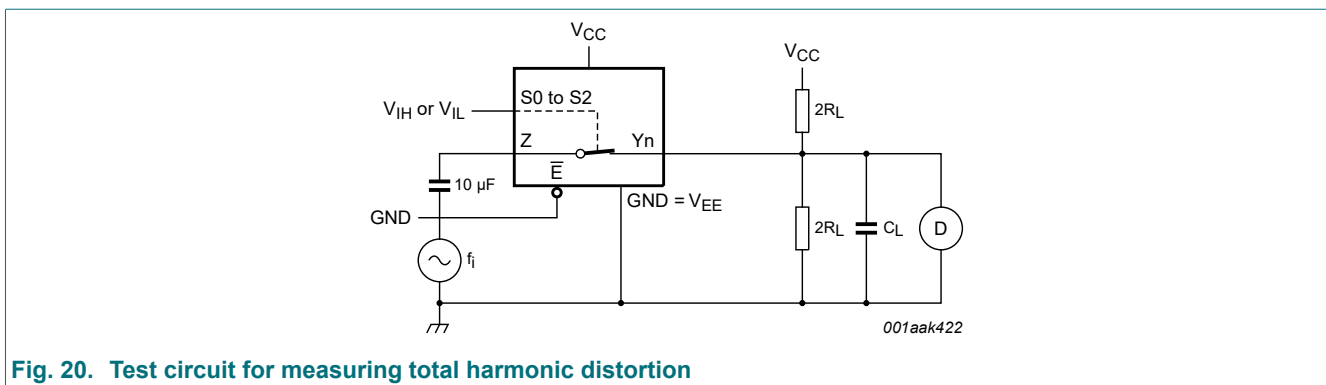 VCC
VCC
S0 to S2
2RL
VIH or VIL
Z
Yn
E
10 µF
GND = VEE
GND
2RL
CL
D
fi
001aak422
Fig. 20. Test circuit for measuring total harmonic distortion